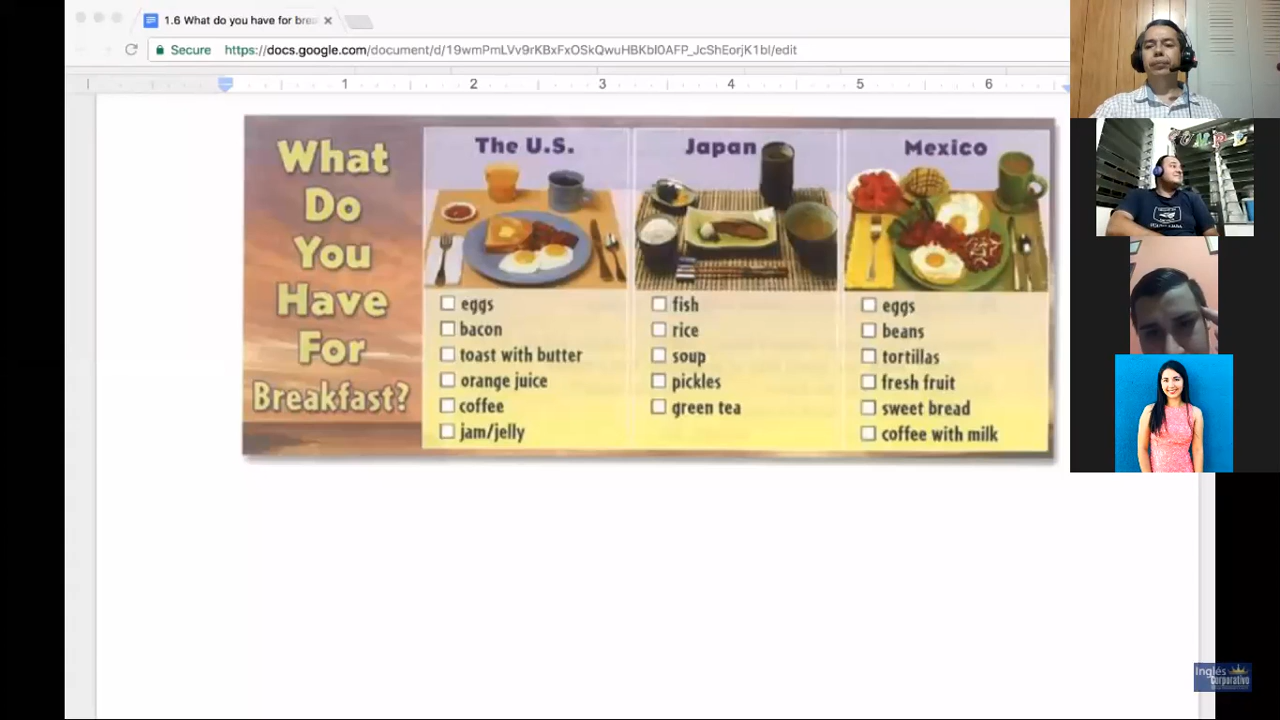 1.6 What do you have for brea
Secure
https://docs.google.com/document/d/19wmPmLVv9rKBxFxOSkQwuHBKbI0AFP_JcShEorjK1bI/edit
1 2 3 4 5 6
What
Do
You
Have
For
Breakfast?
The U.S.
eggs
bacon
toast with butter
orange juice
coffee
jam/jelly
Japan
fish
rice
soup
pickles
green tea
Mexico
eggs
beans
tortillas
fresh fruit
sweet bread
coffee with milk
Inglés
Corporativo